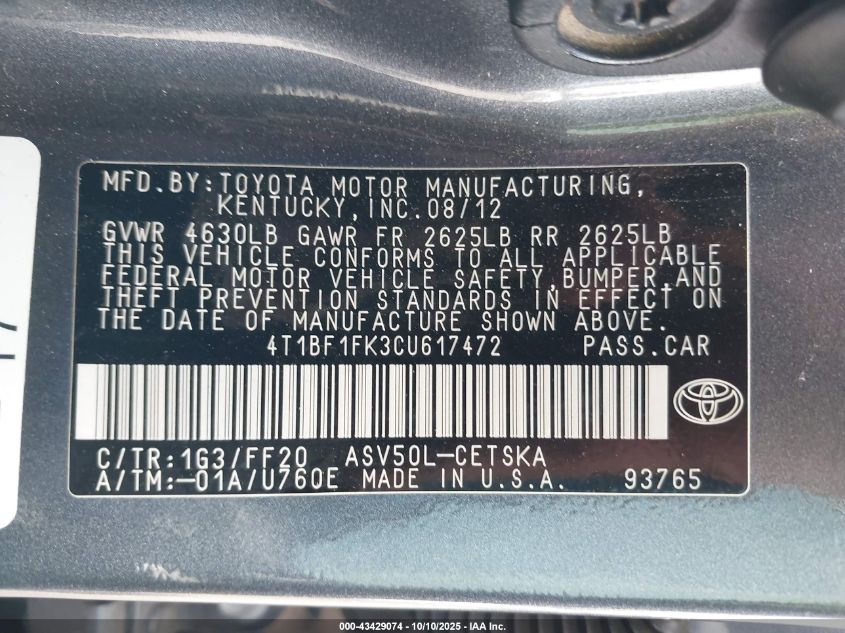 MFD.BY:TOYOTA MOTOR MANUFACTURING,
KENTUCKY,INC.08/12
GVWR 4630LB GAWR FR 2625LB RR 2625LB
THIS VEHICLE CONFORMS TO ALL APPLICABLE
FEDERAL MOTOR VEHICLE SAFETY,BUMPER,AND
THEFT PREVENTION STANDARDS IN EFFECT ON
THE DATE OF MANUFACTURE SHOWN ABOVE.
4T1BF1FK3CU617472 PASS.CAR
C/TR:1G3/FF20 ASV50L-CETSKA
A/TM:-01A/U760E MADE IN U.S.A. 93765
000-43429074 - 10/10/2025 - IAA Inc.